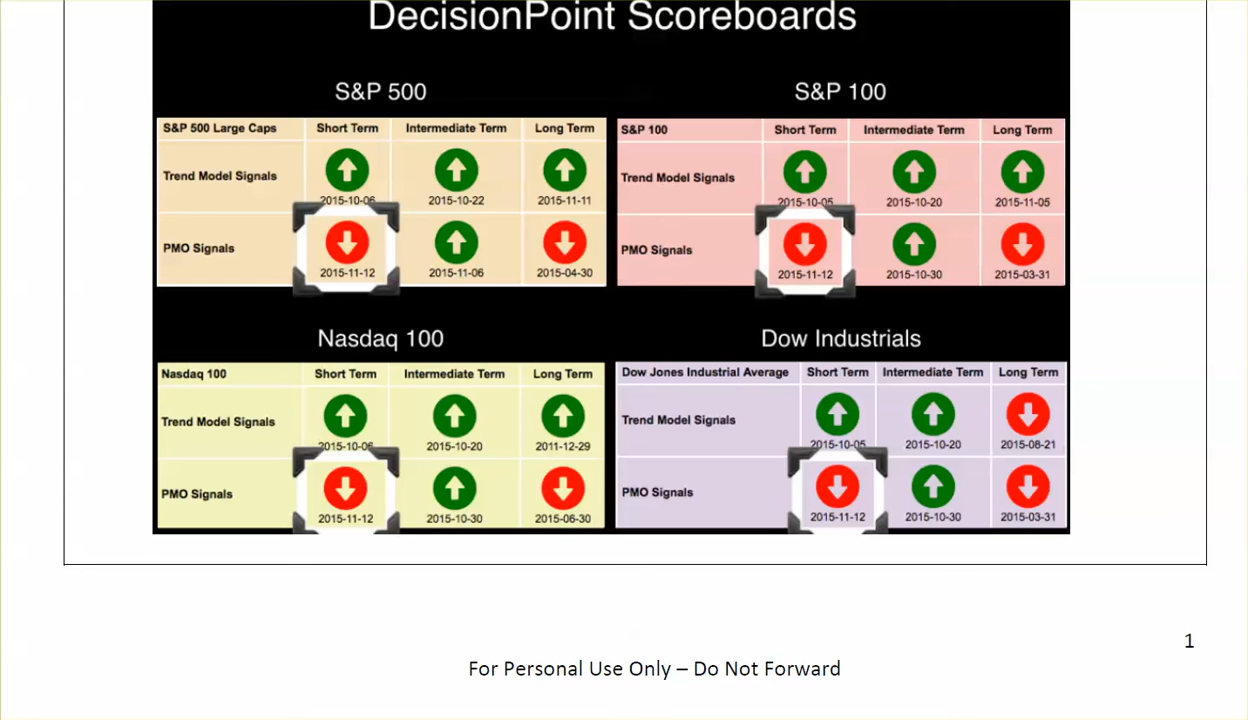 DecisionPoint Scoreboards
S&P 500
S&P 500 Large Caps Short Term Intermediate Term Long Term
Trend Model Signals
2015-10-06 2015-10-22 2015-11-11
PMO Signals
2015-11-12 2015-11-06 2015-04-30
S&P 100
S&P 100 Short Term Intermediate Term Long Term
Trend Model Signals
2015-10-05 2015-10-20 2015-11-05
PMO Signals
2015-11-12 2015-10-30 2015-03-31
Nasdaq 100
Nasdaq 100 Short Term Intermediate Term Long Term
Trend Model Signals
2015-10-06 2015-10-20 2011-12-29
PMO Signals
2015-11-12 2015-10-30 2015-06-30
Dow Industrials
Dow Jones Industrial Average Short Term Intermediate Term Long Term
Trend Model Signals
2015-10-05 2015-10-20 2015-08-21
PMO Signals
2015-11-12 2015-10-30 2015-03-31
1
For Personal Use Only – Do Not Forward